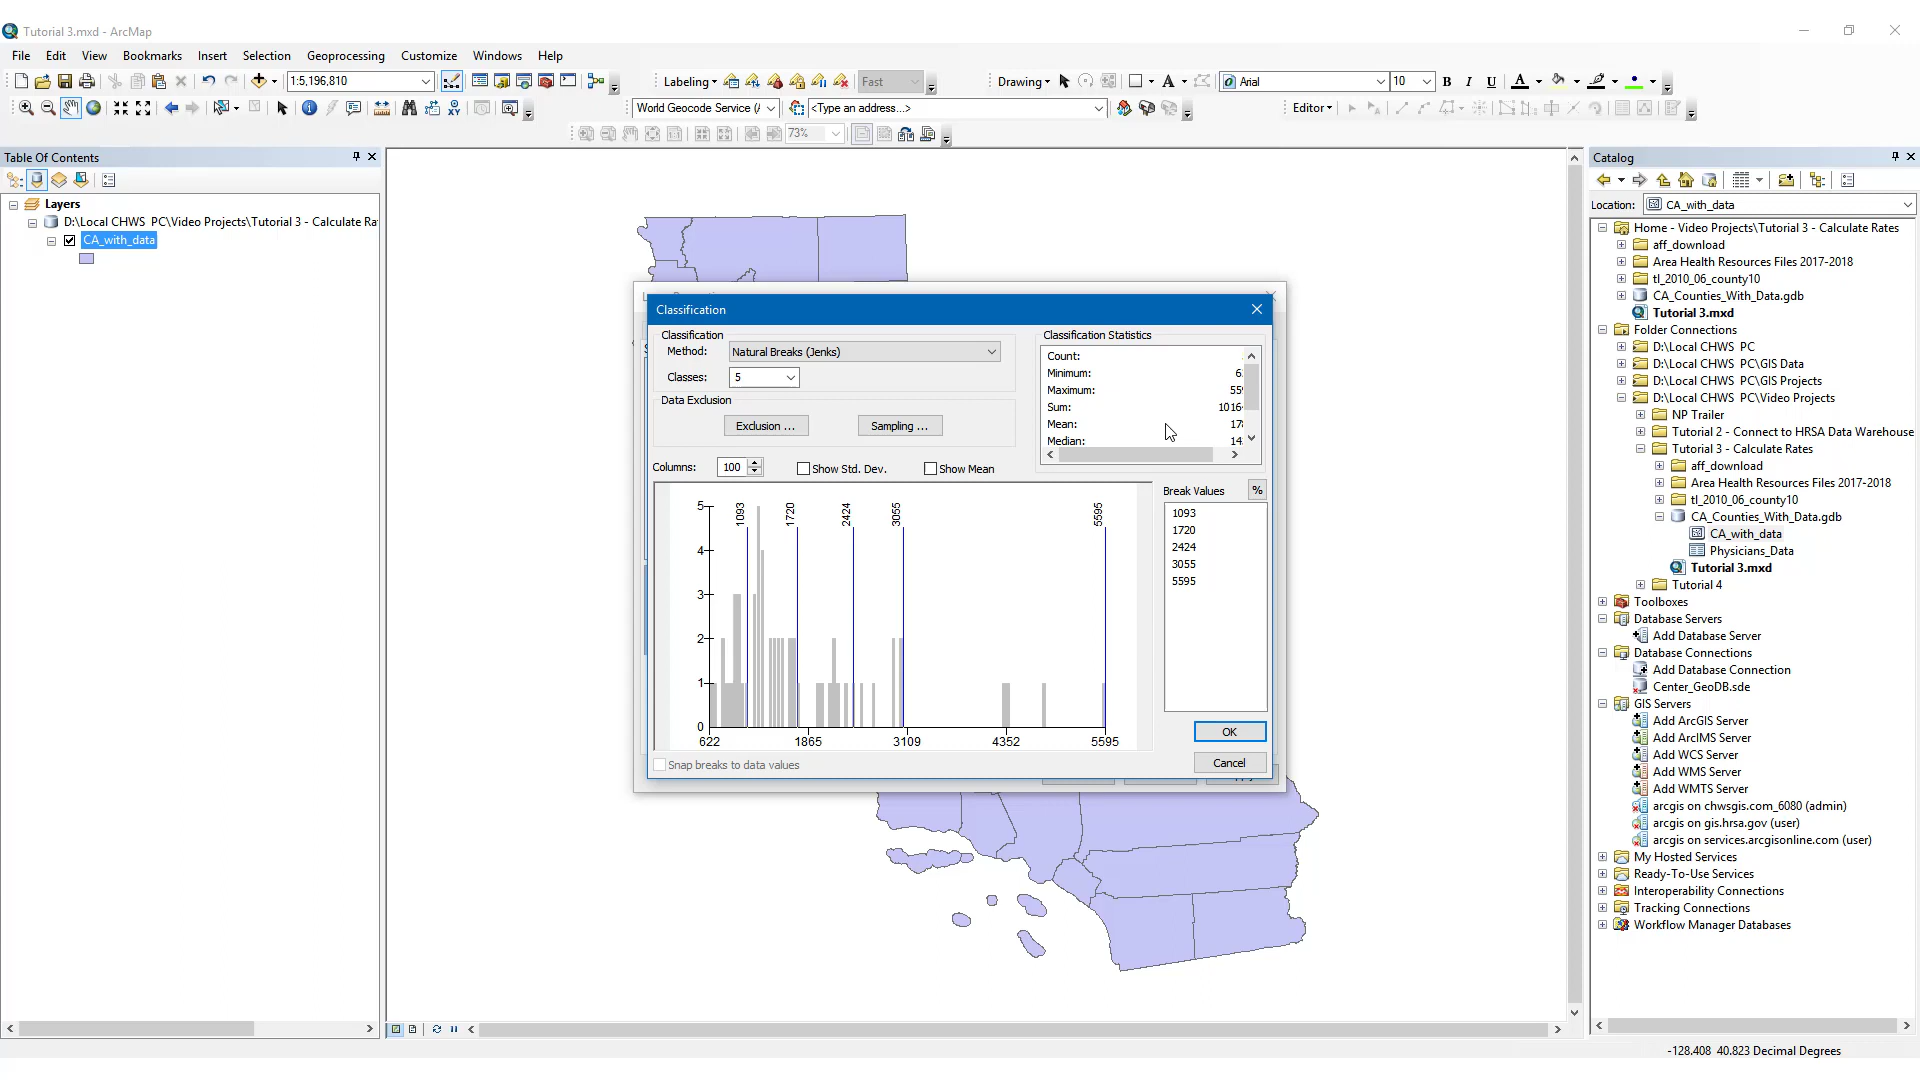 Tutorial 3.mxd - ArcMap
File Edit View Bookmarks Insert Selection Geoprocessing Customize Windows Help
1:5,196,810 Labeling Fast Drawing Arial 10 B I U A
World Geocode Service (A <Type an address...> Editor
73%
Table Of Contents
Layers
D:\Local CHWS PC\Video Projects\Tutorial 3 - Calculate Rat
CA_with_data
Classification
Classification
Method: Natural Breaks (Jenks)
Classes: 5
Data Exclusion
Exclusion ... Sampling ...
Columns: 100 Show Std. Dev. Show Mean
Classification Statistics
Count:
Minimum: 6
Maximum: 559
Sum: 1016
Mean: 178
Median: 14
5 4 3 2 1 0
1093 1720 2424 3055 5595
622 1865 3109 4352 5595
Break Values %
1093
1720
2424
3055
5595
OK
Cancel
Snap breaks to data values
Catalog
Location: CA_with_data
Home - Video Projects\Tutorial 3 - Calculate Rates
aff_download
Area Health Resources Files 2017-2018
tl_2010_06_county10
CA_Counties_With_Data.gdb
Tutorial 3.mxd
Folder Connections
D:\Local CHWS PC
D:\Local CHWS PC\GIS Data
D:\Local CHWS PC\GIS Projects
D:\Local CHWS PC\Video Projects
NP Trailer
Tutorial 2 - Connect to HRSA Data Warehouse
Tutorial 3 - Calculate Rates
aff_download
Area Health Resources Files 2017-2018
tl_2010_06_county10
CA_Counties_With_Data.gdb
CA_with_data
Physicians_Data
Tutorial 3.mxd
Tutorial 4
Toolboxes
Database Servers
Add Database Server
Database Connections
Add Database Connection
Center_GeoDB.sde
GIS Servers
Add ArcGIS Server
Add ArcIMS Server
Add WCS Server
Add WMS Server
Add WMTS Server
arcgis on chwsgis.com_6080 (admin)
arcgis on gis.hrsa.gov (user)
arcgis on services.arcgisonline.com (user)
My Hosted Services
Ready-To-Use Services
Interoperability Connections
Tracking Connections
Workflow Manager Databases
-128.408 40.823 Decimal Degrees